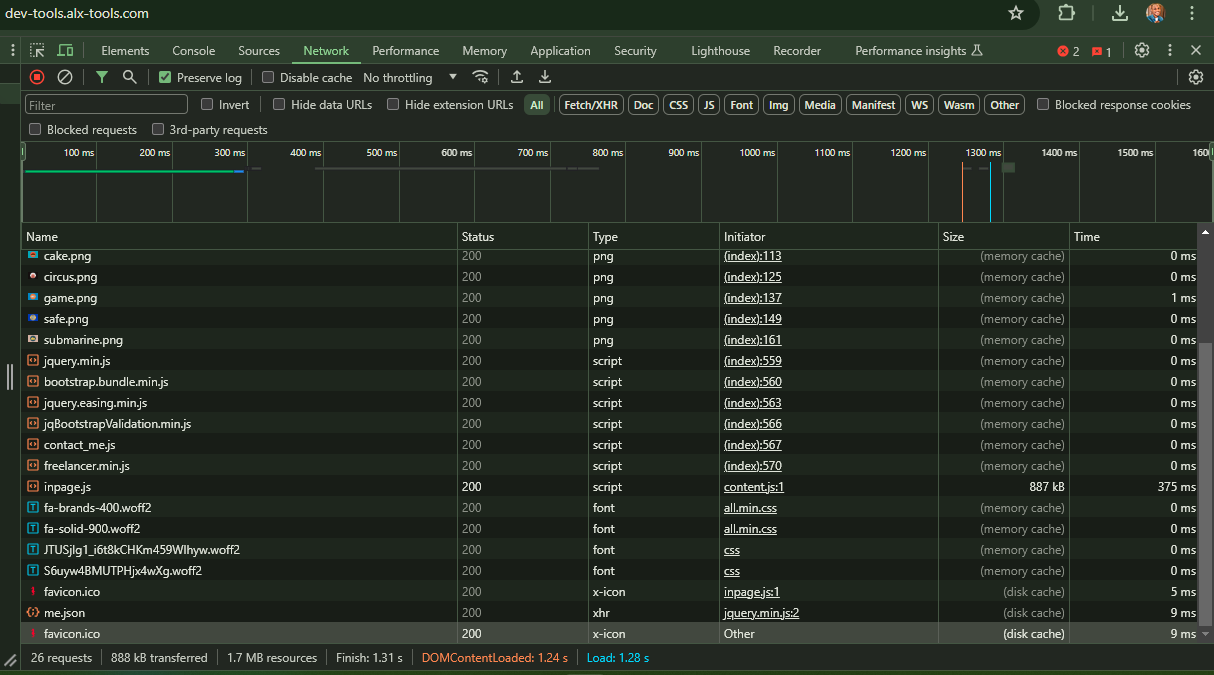 dev-tools.alx-tools.com
Elements Console Sources Network Performance Memory Application Security Lighthouse Recorder Performance insights 2 1
Preserve log Disable cache No throttling
Filter Invert Hide data URLs Hide extension URLs All Fetch/XHR Doc CSS JS Font Img Media Manifest WS Wasm Other Blocked response cookies
Blocked requests 3rd-party requests
100 ms 200 ms 300 ms 400 ms 500 ms 600 ms 700 ms 800 ms 900 ms 1000 ms 1100 ms 1200 ms 1300 ms 1400 ms 1500 ms 160
Name Status Type Initiator Size Time
cake.png 200 png (index):113 (memory cache) 0 ms
circus.png 200 png (index):125 (memory cache) 0 ms
game.png 200 png (index):137 (memory cache) 1 ms
safe.png 200 png (index):149 (memory cache) 0 ms
submarine.png 200 png (index):161 (memory cache) 0 ms
jquery.min.js 200 script (index):559 (memory cache) 0 ms
bootstrap.bundle.min.js 200 script (index):560 (memory cache) 0 ms
jquery.easing.min.js 200 script (index):563 (memory cache) 0 ms
jqBootstrapValidation.min.js 200 script (index):566 (memory cache) 0 ms
contact_me.js 200 script (index):567 (memory cache) 0 ms
freelancer.min.js 200 script (index):570 (memory cache) 0 ms
inpage.js 200 script content.js:1 887 kB 375 ms
fa-brands-400.woff2 200 font all.min.css (memory cache) 0 ms
fa-solid-900.woff2 200 font all.min.css (memory cache) 0 ms
JTUSjIg1_i6t8kCHKm459WIhyw.woff2 200 font css (memory cache) 0 ms
S6uyw4BMUTPHjx4wXg.woff2 200 font css (memory cache) 0 ms
favicon.ico 200 x-icon inpage.js:1 (disk cache) 5 ms
me.json 200 xhr jquery.min.js:2 (disk cache) 9 ms
favicon.ico 200 x-icon Other (disk cache) 9 ms
26 requests 888 kB transferred 1.7 MB resources Finish: 1.31 s DOMContentLoaded: 1.24 s Load: 1.28 s